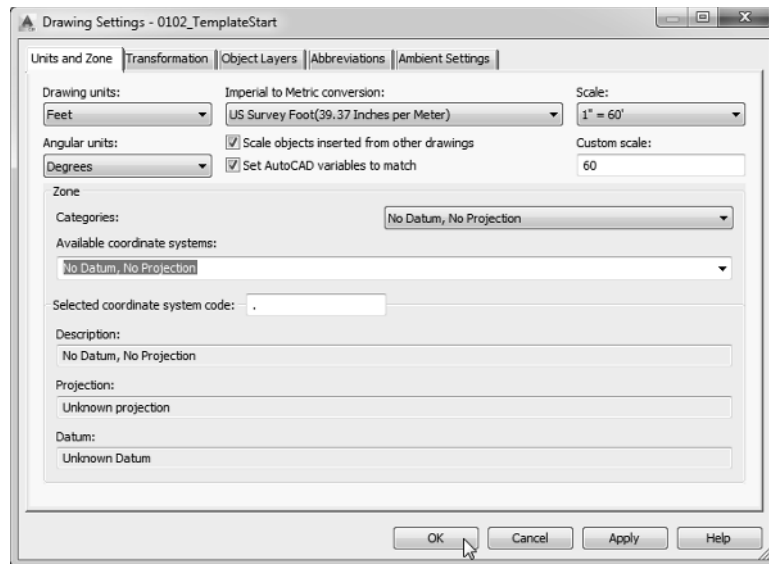 Drawing Settings - 0102_TemplateStart
Units and Zone Transformation Object Layers Abbreviations Ambient Settings
Drawing units: Imperial to Metric conversion: Scale:
Feet US Survey Foot(39.37 Inches per Meter) 1" = 60'
Angular units: Scale objects inserted from other drawings Custom scale:
Degrees Set AutoCAD variables to match 60
Zone
Categories: No Datum, No Projection
Available coordinate systems:
No Datum, No Projection
Selected coordinate system code: .
Description:
No Datum, No Projection
Projection:
Unknown projection
Datum:
Unknown Datum
OK Cancel Apply Help